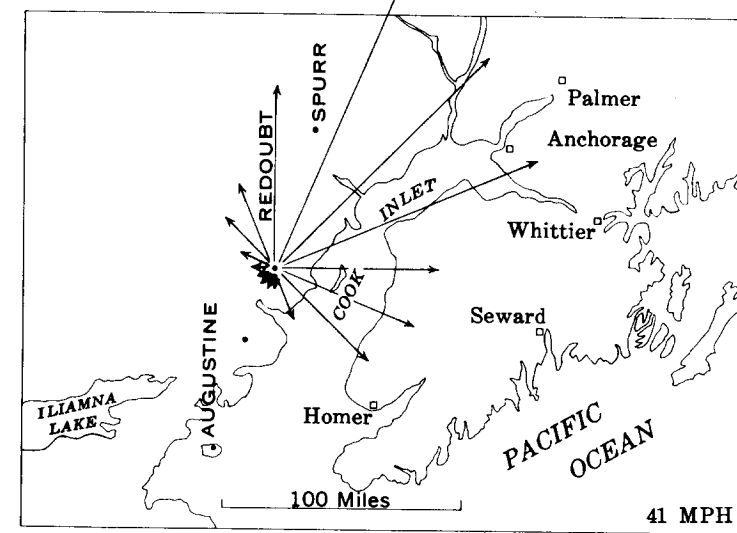 SPURR
REDOUBT
Palmer
Anchorage
INLET
Whittier
COOK
Seward
AUGUSTINE
ILIAMNA
LAKE
Homer
PACIFIC
OCEAN
100 Miles
41 MPH